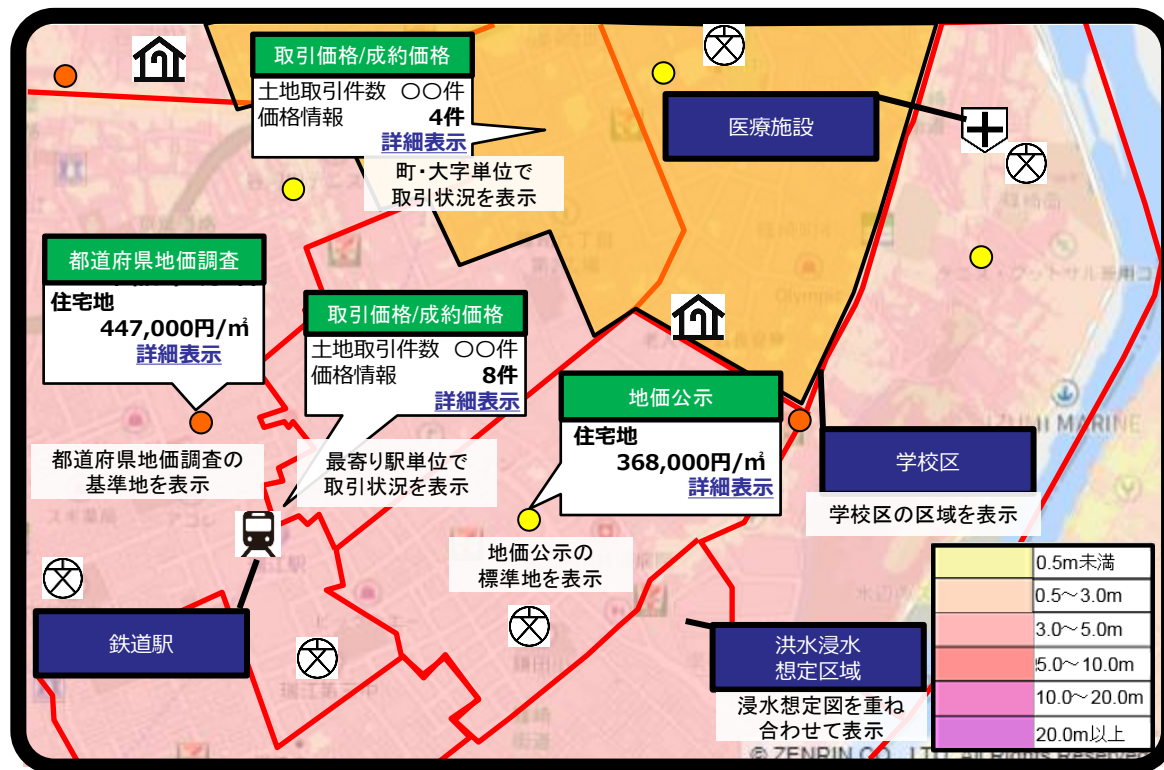 取引価格/成約価格
土地取引件数 〇〇件
価格情報 4件
詳細表示
町・大字単位で
取引状況を表示
医療施設
都道府県地価調査
住宅地
447,000円/㎡
詳細表示
都道府県地価調査の
基準地を表示
取引価格/成約価格
土地取引件数 〇〇件
価格情報 8件
詳細表示
最寄り駅単位で
取引状況を表示
地価公示
住宅地
368,000円/㎡
詳細表示
地価公示の
標準地を表示
Olympic
MARINE
学校区
学校区の区域を表示
鉄道駅
洪水浸水
想定区域
浸水想定図を重ね
合わせて表示
0.5m未満
0.5～3.0m
3.0～5.0m
5.0～10.0m
10.0～20.0m
20.0m以上
© ZENRIN CO., LTD. All Rights Reserved